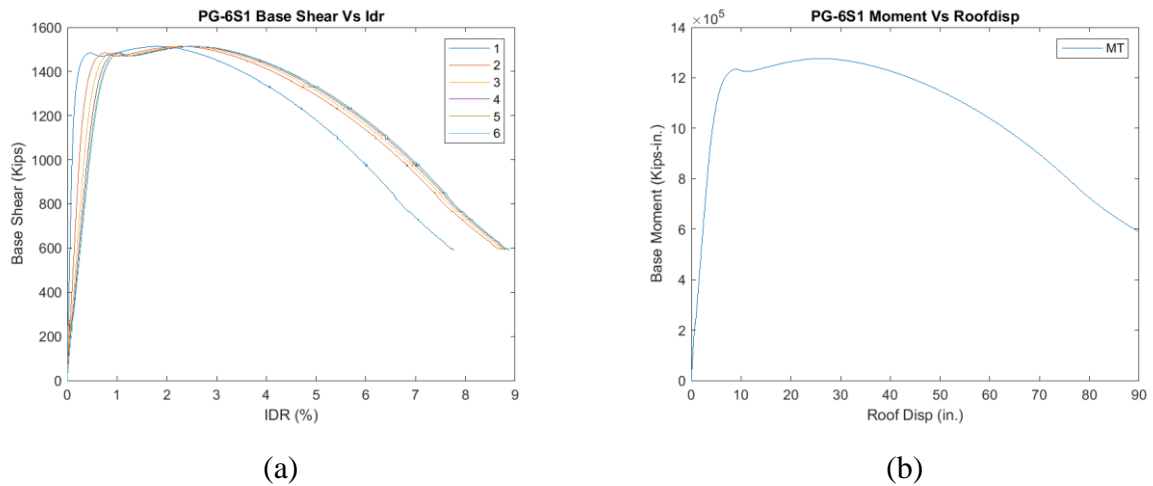 PG-6S1 Base Shear Vs Idr
1600
1400
1200
1000
800
600
400
200
0
Base Shear (Kips)
0 1 2 3 4 5 6 7 8 9
IDR (%)
1
2
3
4
5
6
(a)
PG-6S1 Moment Vs Roofdisp
×10^5
14
12
10
8
6
4
2
0
Base Moment (Kips-in.)
0 10 20 30 40 50 60 70 80 90
Roof Disp (in.)
MT
(b)